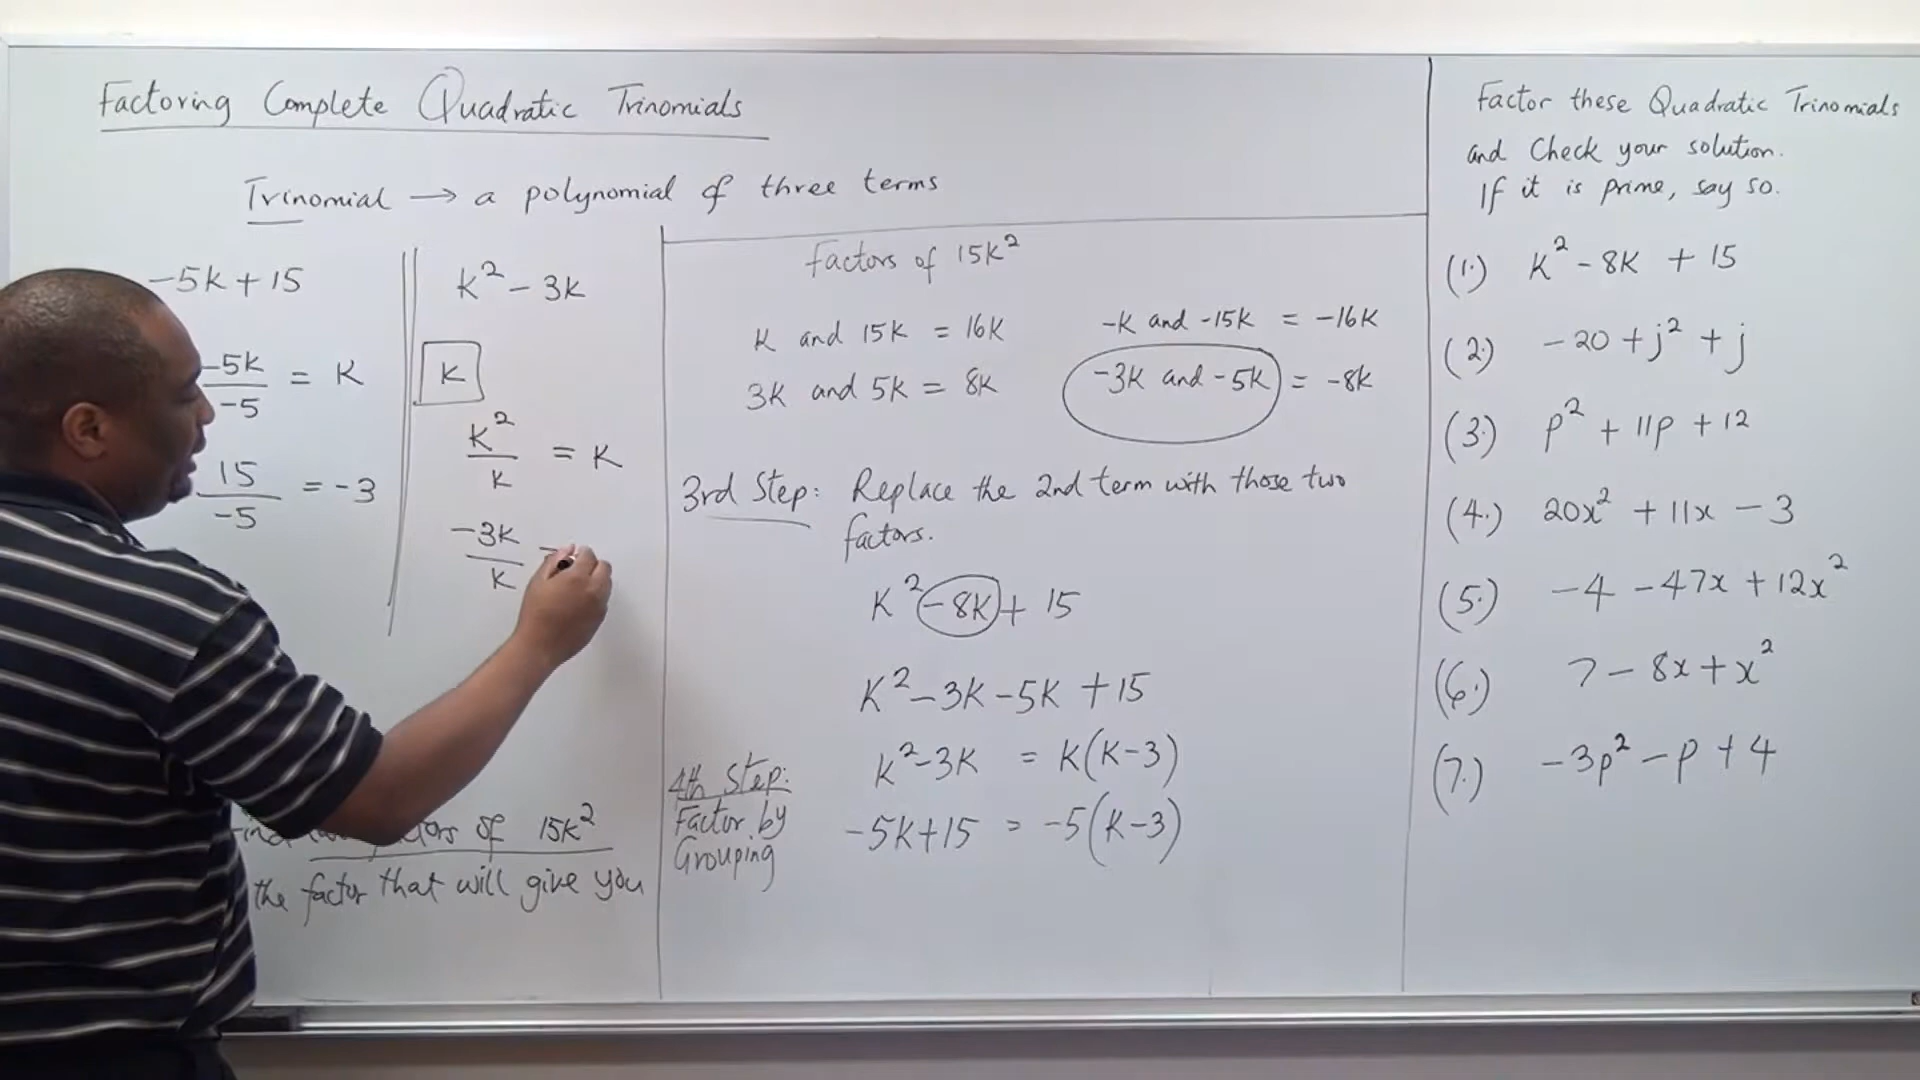 Factoring Complete Quadratic Trinomials
Trinomial → a polynomial of three terms
-5k + 15
-5k / -5 = k
15 / -5 = -3
k² - 3k
k
k² / k = k
-3k / k =
factors of 15k²
the factor that will give you
Factors of 15k²
k and 15k = 16k
3k and 5k = 8k
-k and -15k = -16k
-3k and -5k = -8k
3rd Step: Replace the 2nd term with those two
factors.
k² - 8k + 15
k² - 3k - 5k + 15
4th Step:
Factor by
Grouping
k² - 3k = k(k-3)
-5k + 15 = -5(k-3)
Factor these Quadratic Trinomials
and Check your solution.
If it is prime, say so.
(1.) k² - 8k + 15
(2.) -20 + j² + j
(3.) p² + 11p + 12
(4.) 20x² + 11x - 3
(5.) -4 - 47x + 12x²
(6.) 7 - 8x + x²
(7.) -3p² - p + 4